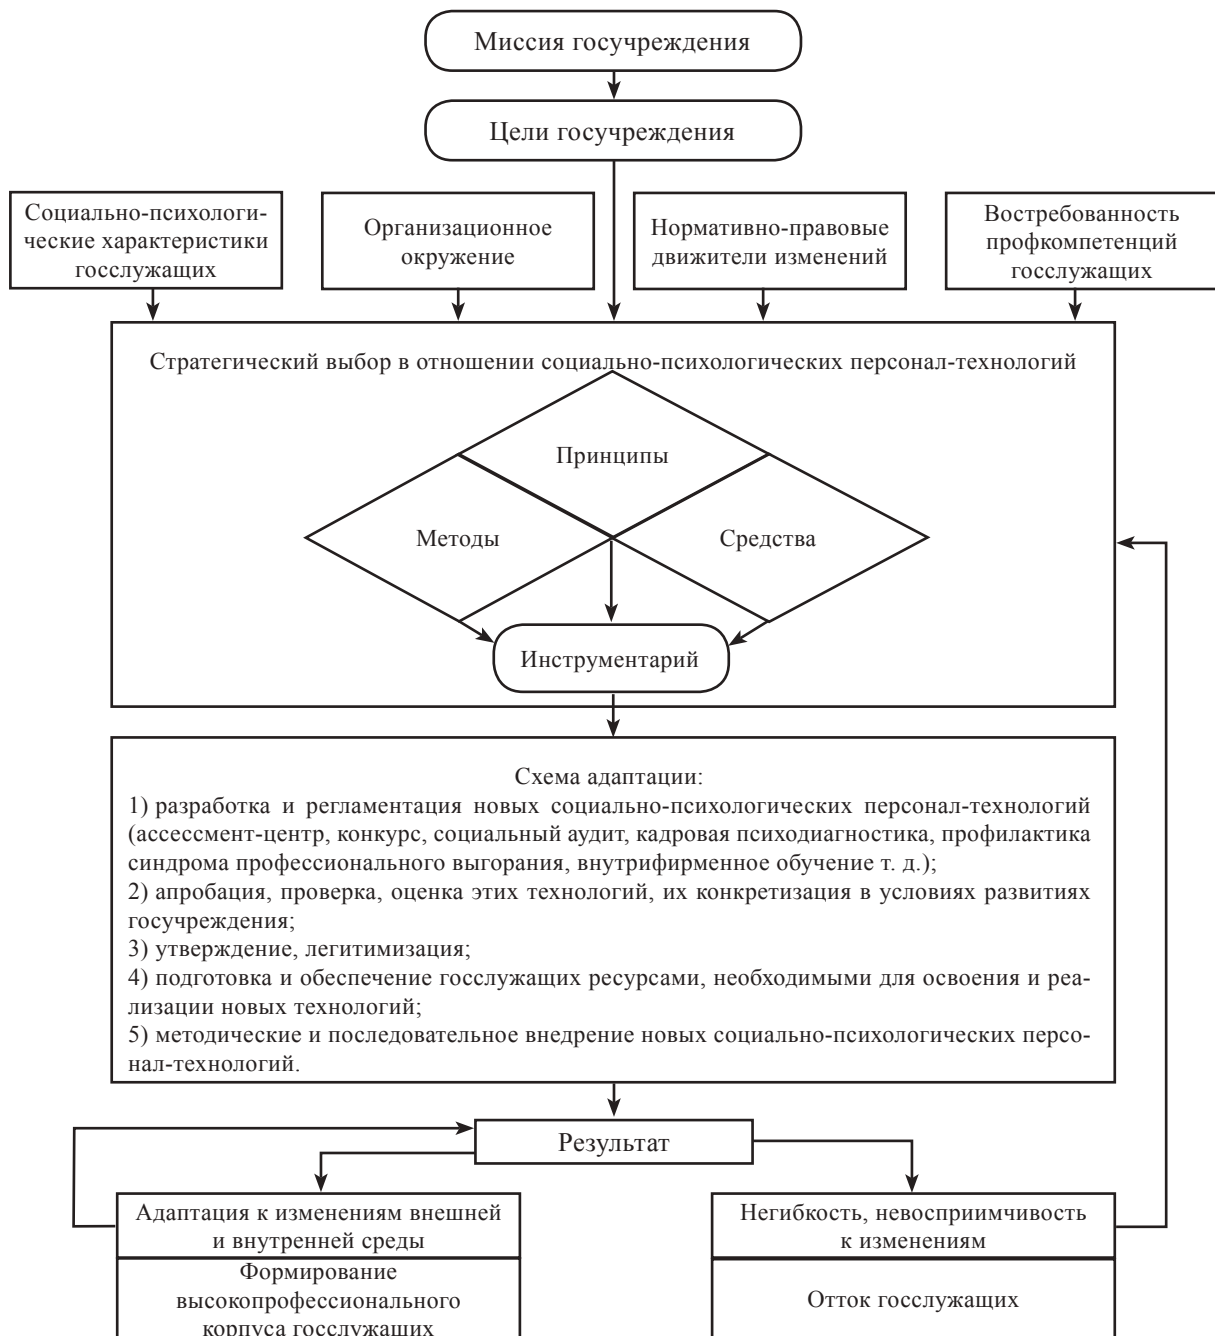 Миссия госучреждения
Цели госучреждения
Социально-психологи-
ческие характеристики
госслужащих
Организационное
окружение
Нормативно-правовые
движители изменений
Востребованность
профкомпетенций
госслужащих
Стратегический выбор в отношении социально-психологических персонал-технологий
Принципы
Методы
Средства
Инструментарий
Схема адаптации:
1) разработка и регламентация новых социально-психологических персонал-технологий
(ассессмент-центр, конкурс, социальный аудит, кадровая психодиагностика, профилактика
синдрома профессионального выгорания, внутрифирменное обучение т. д.);
2) апробация, проверка, оценка этих технологий, их конкретизация в условиях развитиях
госучреждения;
3) утверждение, легитимизация;
4) подготовка и обеспечение госслужащих ресурсами, необходимыми для освоения и реа-
лизации новых технологий;
5) методические и последовательное внедрение новых социально-психологических персо-
нал-технологий.
Результат
Адаптация к изменениям внешней
и внутренней среды
Формирование
высокопрофессионального
корпуса госслужащих
Негибкость, невосприимчивость
к изменениям
Отток госслужащих